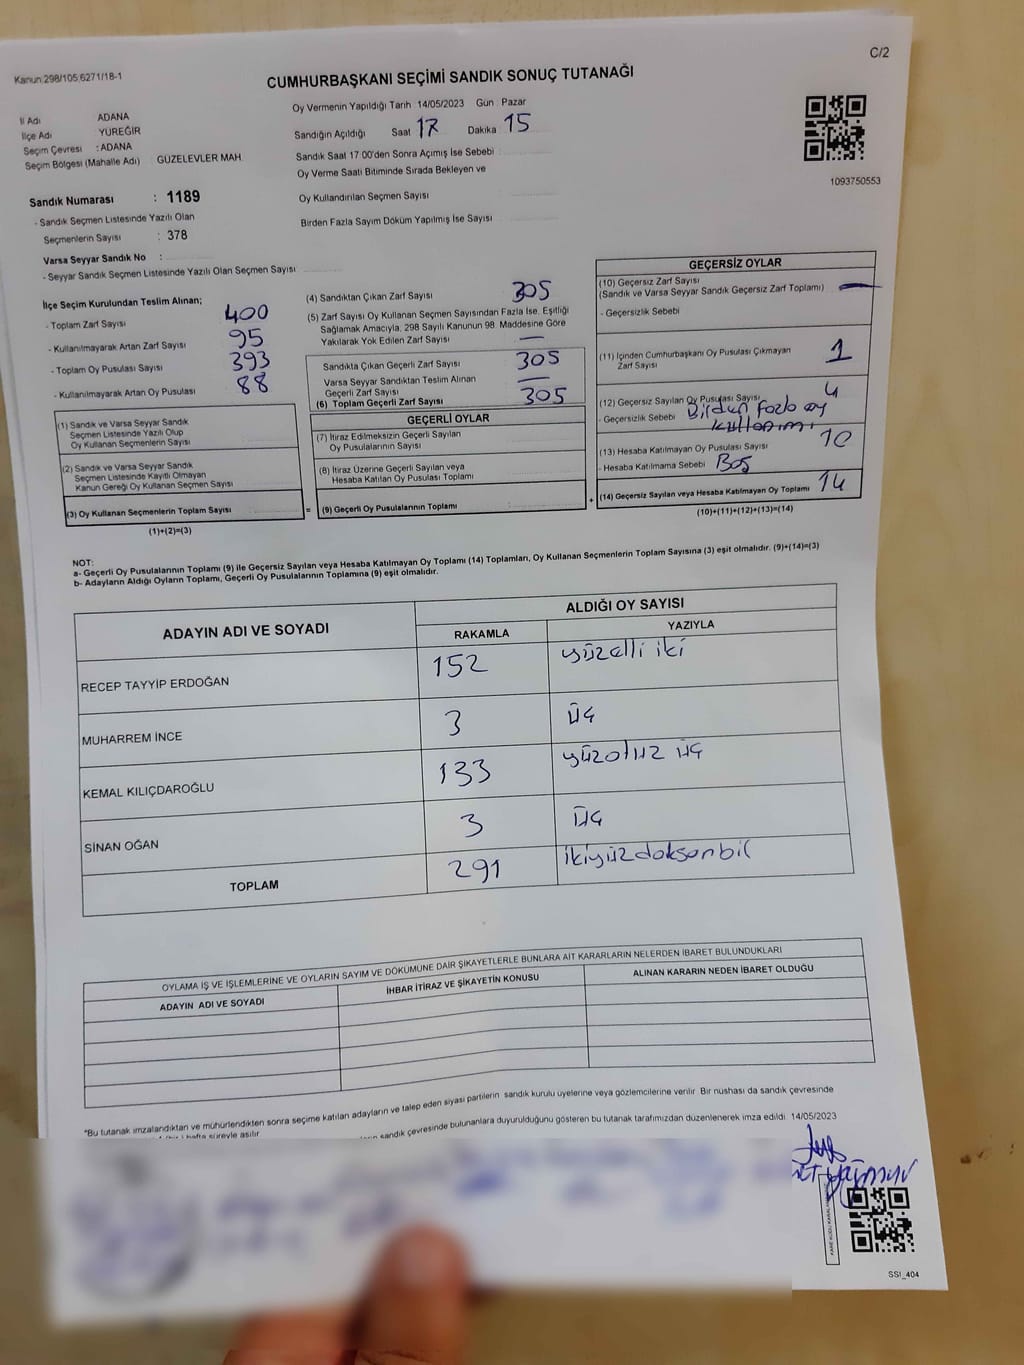 C/2
Kanun:298/105,6271/18-1
CUMHURBAŞKANI SEÇİMİ SANDIK SONUÇ TUTANAĞI
İl Adı ADANA
İlçe Adı YÜREĞİR
Seçim Çevresi : ADANA
Seçim Bölgesi (Mahalle Adı) GÜZELEVLER MAH.
Sandık Numarası : 1189
- Sandık Seçmen Listesinde Yazılı Olan
Seçmenlerin Sayısı : 378
Varsa Seyyar Sandık No :
- Seyyar Sandık Seçmen Listesinde Yazılı Olan Seçmen Sayısı
Oy Vermenin Yapıldığı Tarih 14/05/2023 Gün Pazar
Sandığın Açıldığı Saat 17 Dakika 15
Sandık Saat 17:00'den Sonra Açılmış İse Sebebi :
Oy Verme Saati Bitiminde Sırada Bekleyen ve
Oy Kullandırılan Seçmen Sayısı
Birden Fazla Sayım Döküm Yapılmış İse Sayısı
1093750553
İlçe Seçim Kurulundan Teslim Alınan;
- Toplam Zarf Sayısı 400
- Kullanılmayarak Artan Zarf Sayısı 95
- Toplam Oy Pusulası Sayısı 393
- Kullanılmayarak Artan Oy Pusulası 88
(1) Sandık ve Varsa Seyyar Sandık
Seçmen Listesinde Yazılı Olup
Oy Kullanan Seçmenlerin Sayısı
(2) Sandık ve Varsa Seyyar Sandık
Seçmen Listesinde Kayıtlı Olmayan
Kanun Gereği Oy Kullanan Seçmen Sayısı
(3) Oy Kullanan Seçmenlerin Toplam Sayısı
(1)+(2)=(3)
(4) Sandıktan Çıkan Zarf Sayısı 305
(5) Zarf Sayısı Oy Kullanan Seçmen Sayısından Fazla İse, Eşitliği
Sağlamak Amacıyla, 298 Sayılı Kanunun 98. Maddesine Göre
Yakılarak Yok Edilen Zarf Sayısı —
Sandıkta Çıkan Geçerli Zarf Sayısı 305
Varsa Seyyar Sandıktan Teslim Alınan
Geçerli Zarf Sayısı —
(6) Toplam Geçerli Zarf Sayısı 305
GEÇERLİ OYLAR
(7) İtiraz Edilmeksizin Geçerli Sayılan
Oy Pusulalarının Sayısı
(8) İtiraz Üzerine Geçerli Sayılan veya
Hesaba Katılan Oy Pusulası Toplamı
= (9) Geçerli Oy Pusulalarının Toplamı +
GEÇERSİZ OYLAR
(10) Geçersiz Zarf Sayısı
(Sandık ve Varsa Seyyar Sandık Geçersiz Zarf Toplamı) —
- Geçersizlik Sebebi
(11) İçinden Cumhurbaşkanı Oy Pusulası Çıkmayan
Zarf Sayısı 1
(12) Geçersiz Sayılan Oy Pusulası Sayısı 4
- Geçersizlik Sebebi Birden fazla oy
kullanımı
(13) Hesaba Katılmayan Oy Pusulası Sayısı 10
- Hesaba Katılmama Sebebi Boş
(14) Geçersiz Sayılan veya Hesaba Katılmayan Oy Toplamı 14
(10)+(11)+(12)+(13)=(14)
NOT:
a- Geçerli Oy Pusulalarının Toplamı (9) ile Geçersiz Sayılan veya Hesaba Katılmayan Oy Toplamı (14) Toplamları, Oy Kullanan Seçmenlerin Toplam Sayısına (3) eşit olmalıdır. (9)+(14)=(3)
b- Adayların Aldığı Oyların Toplamı, Geçerli Oy Pusulalarının Toplamına (9) eşit olmalıdır.
ADAYIN ADI VE SOYADI ALDIĞI OY SAYISI
RAKAMLA YAZIYLA
RECEP TAYYİP ERDOĞAN 152 yüzelli iki
MUHARREM İNCE 3 üç
KEMAL KILIÇDAROĞLU 133 yüzotuz üç
SİNAN OĞAN 3 üç
TOPLAM 291 ikiyüzdoksanbir
OYLAMA İŞ VE İŞLEMLERİNE VE OYLARIN SAYIM VE DÖKÜMÜNE DAİR ŞİKAYETLERLE BUNLARA AİT KARARLARIN NELERDEN İBARET BULUNDUKLARI
ADAYIN ADI VE SOYADI İHBAR İTİRAZ VE ŞİKAYETİN KONUSU ALINAN KARARIN NEDEN İBARET OLDUĞU
"Bu tutanak imzalandıktan ve mühürlendikten sonra seçime katılan adayların ve talep eden siyasi partilerin sandık kurulu üyelerine veya gözlemcilerine verilir. Bir nüshası da sandık çevresinde
hafta süreyle asılır. sandık çevresinde bulunanlara duyurulduğunu gösteren bu tutanak tarafımızdan düzenlenerek imza edildi. 14/05/2023
SSI_404